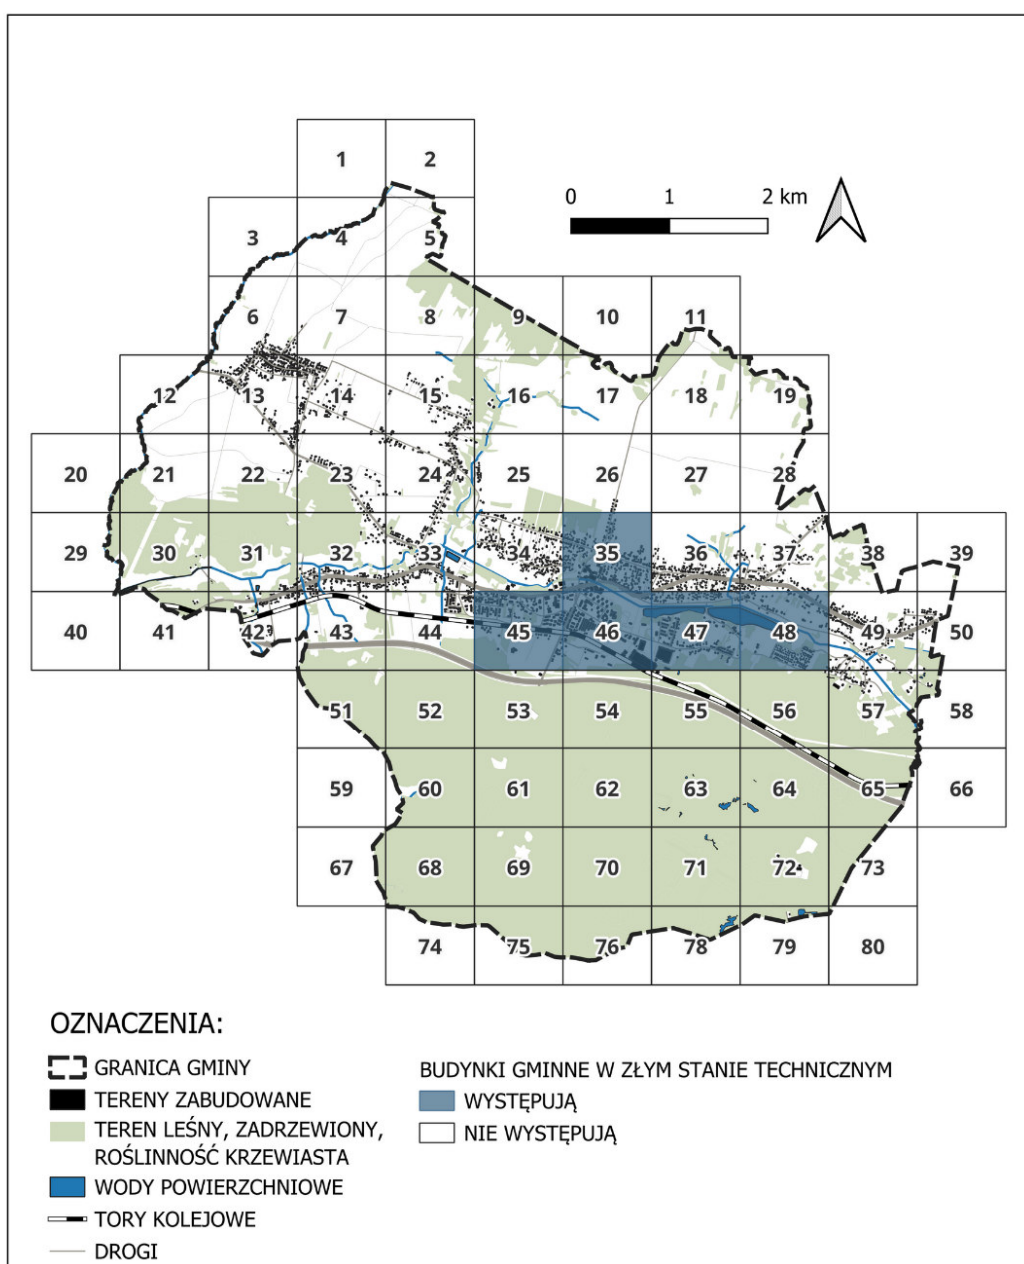 1 2
0 1 2 km
3 4 5
6 7 8 9 10 11
12 13 14 15 16 17 18 19
20 21 22 23 24 25 26 27 28
29 30 31 32 33 34 35 36 37 38 39
40 41 42 43 44 45 46 47 48 49 50
51 52 53 54 55 56 57 58
59 60 61 62 63 64 65 66
67 68 69 70 71 72 73
74 75 76 78 79 80
OZNACZENIA:
GRANICA GMINY
TERENY ZABUDOWANE
TEREN LEŚNY, ZADRZEWIONY,
ROŚLINNOŚĆ KRZEWIASTA
WODY POWIERZCHNIOWE
TORY KOLEJOWE
DROGI
BUDYNKI GMINNE W ZŁYM STANIE TECHNICZNYM
WYSTĘPUJĄ
NIE WYSTĘPUJĄ